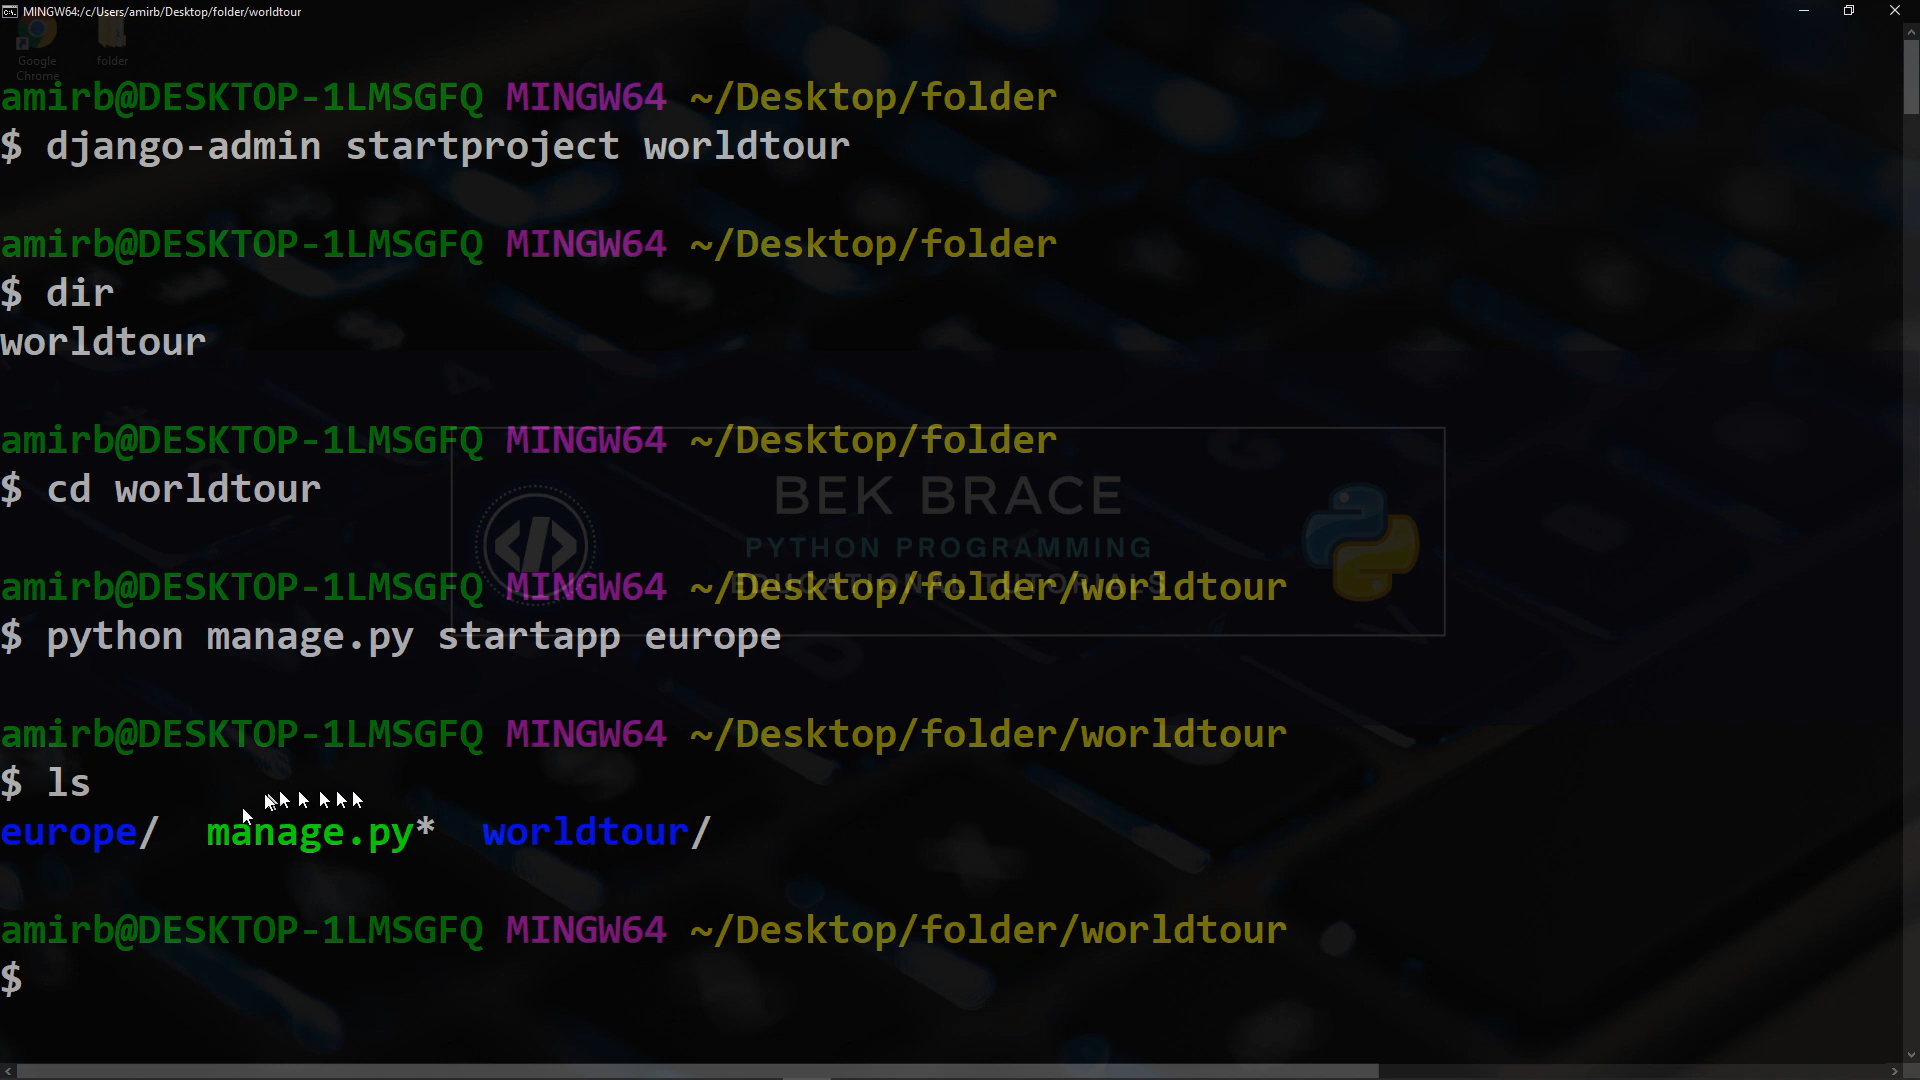 MINGW64:/c/Users/amirb/Desktop/folder/worldtour
Google
Chrome
folder
amirb@DESKTOP-1LMSGFQ MINGW64 ~/Desktop/folder
$ django-admin startproject worldtour
amirb@DESKTOP-1LMSGFQ MINGW64 ~/Desktop/folder
$ dir
worldtour
amirb@DESKTOP-1LMSGFQ MINGW64 ~/Desktop/folder
$ cd worldtour
BEK BRACE
PYTHON PROGRAMMING
EDUCATIONAL TUTORIALS
amirb@DESKTOP-1LMSGFQ MINGW64 ~/Desktop/folder/worldtour
$ python manage.py startapp europe
amirb@DESKTOP-1LMSGFQ MINGW64 ~/Desktop/folder/worldtour
$ ls
europe/  manage.py*  worldtour/
amirb@DESKTOP-1LMSGFQ MINGW64 ~/Desktop/folder/worldtour
$